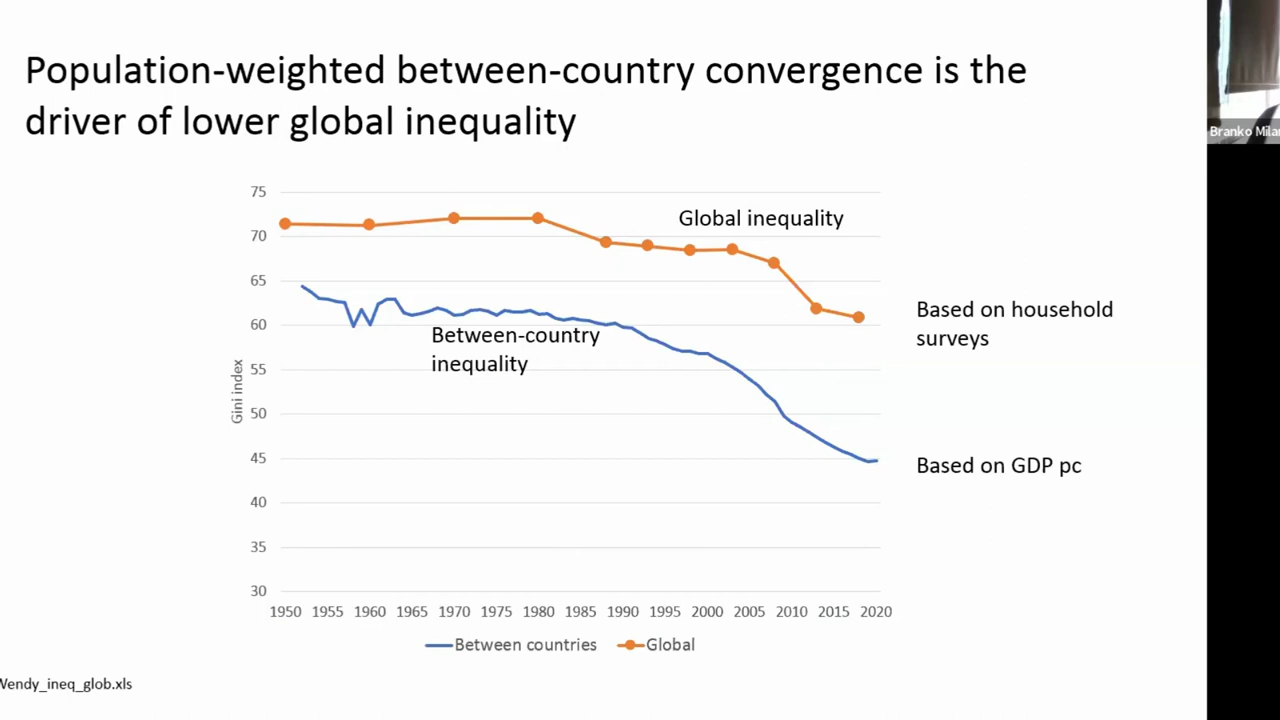 Population-weighted between-country convergence is the
driver of lower global inequality
Branko Mila
75
70
65
60
55
50
45
40
35
30
Gini index
Global inequality
Between-country
inequality
Based on household
surveys
Based on GDP pc
1950 1955 1960 1965 1970 1975 1980 1985 1990 1995 2000 2005 2010 2015 2020
Between countries Global
Wendy_ineq_glob.xls